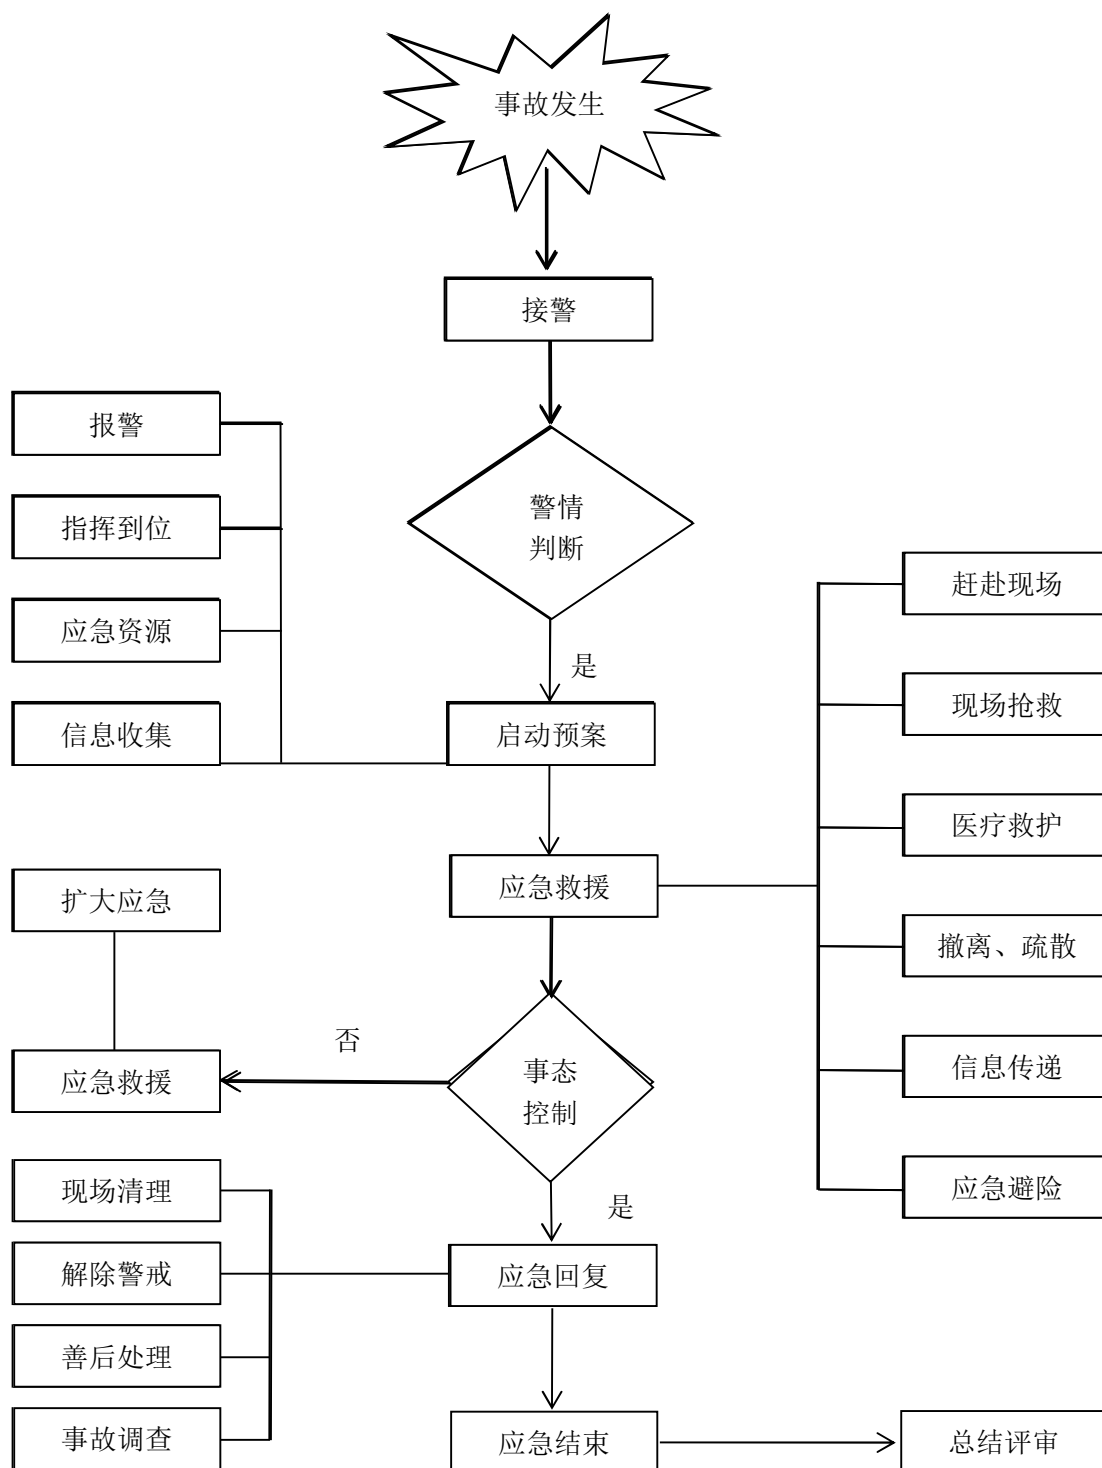 事故发生
接警
报警
指挥到位
应急资源
信息收集
警情
判断
是
启动预案
赶赴现场
现场抢救
医疗救护
撤离、疏散
信息传递
应急避险
应急救援
扩大应急
否
应急救援
事态
控制
是
现场清理
解除警戒
善后处理
事故调查
应急回复
应急结束
总结评审